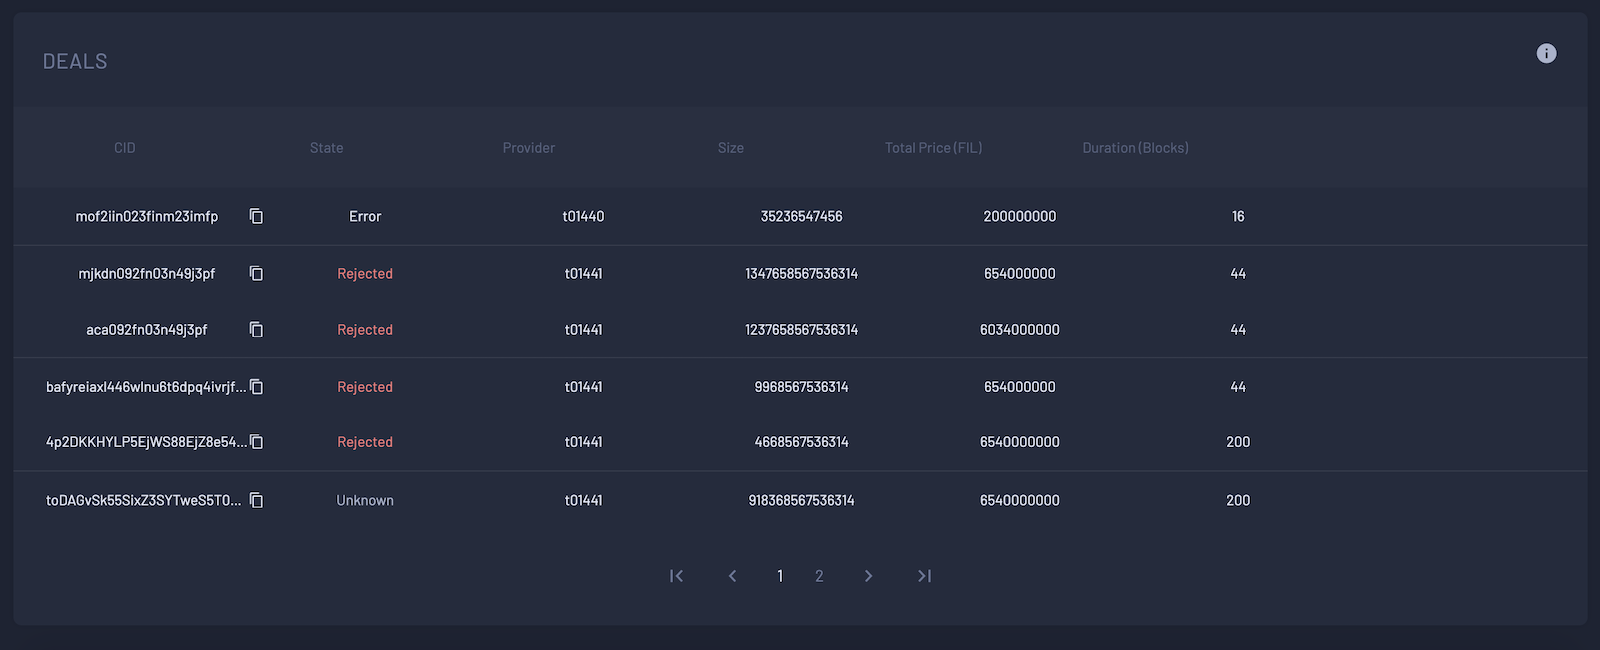 DEALS
CID State Provider Size Total Price (FIL) Duration (Blocks)
mof2iin023finm23imfp Error t01440 35236547456 200000000 16
mjkdn092fn03n49j3pf Rejected t01441 1347658567536314 654000000 44
aca092fn03n49j3pf Rejected t01441 1237658567536314 6034000000 44
bafyreiaxl446wlnu6t6dpq4ivrjf... Rejected t01441 9968567536314 654000000 44
4p2DKKHYLP5EjWS88EjZ8e54... Rejected t01441 4668567536314 6540000000 200
toDAGvSk55SixZ3SYTweS5T0... Unknown t01441 918368567536314 6540000000 200
1 2